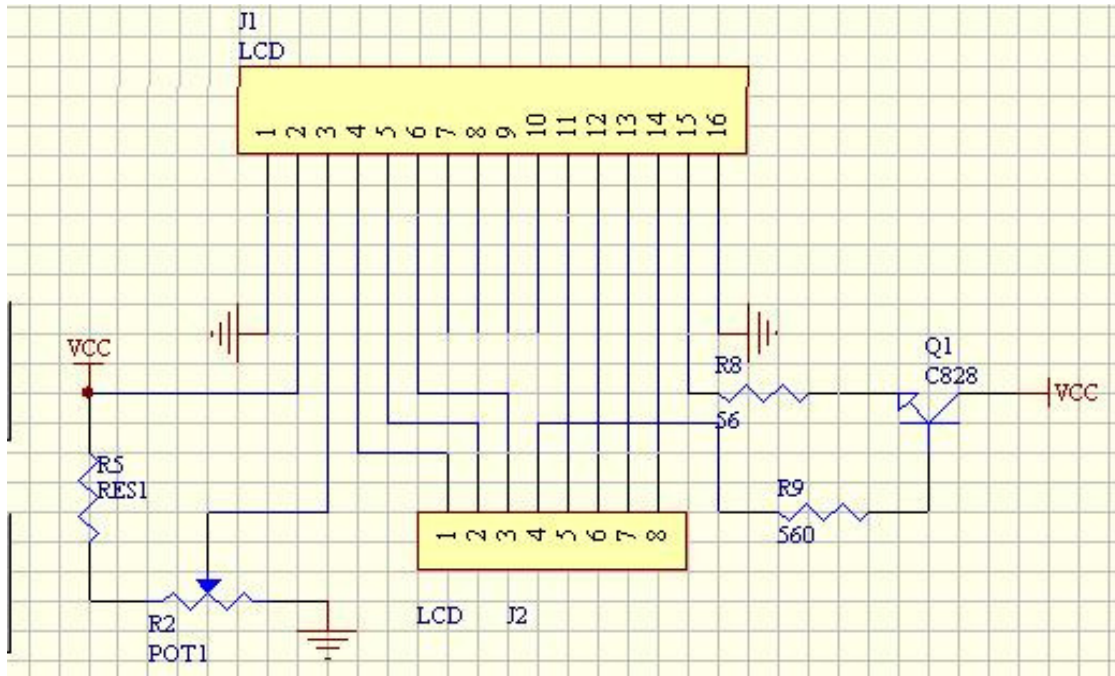 J1
LCD
1 2 3 4 5 6 7 8 9 10 11 12 13 14 15 16
VCC
R8
56
Q1
C828
VCC
R5
RES1
R9
560
1 2 3 4 5 6 7 8
LCD J2
R2
POT1